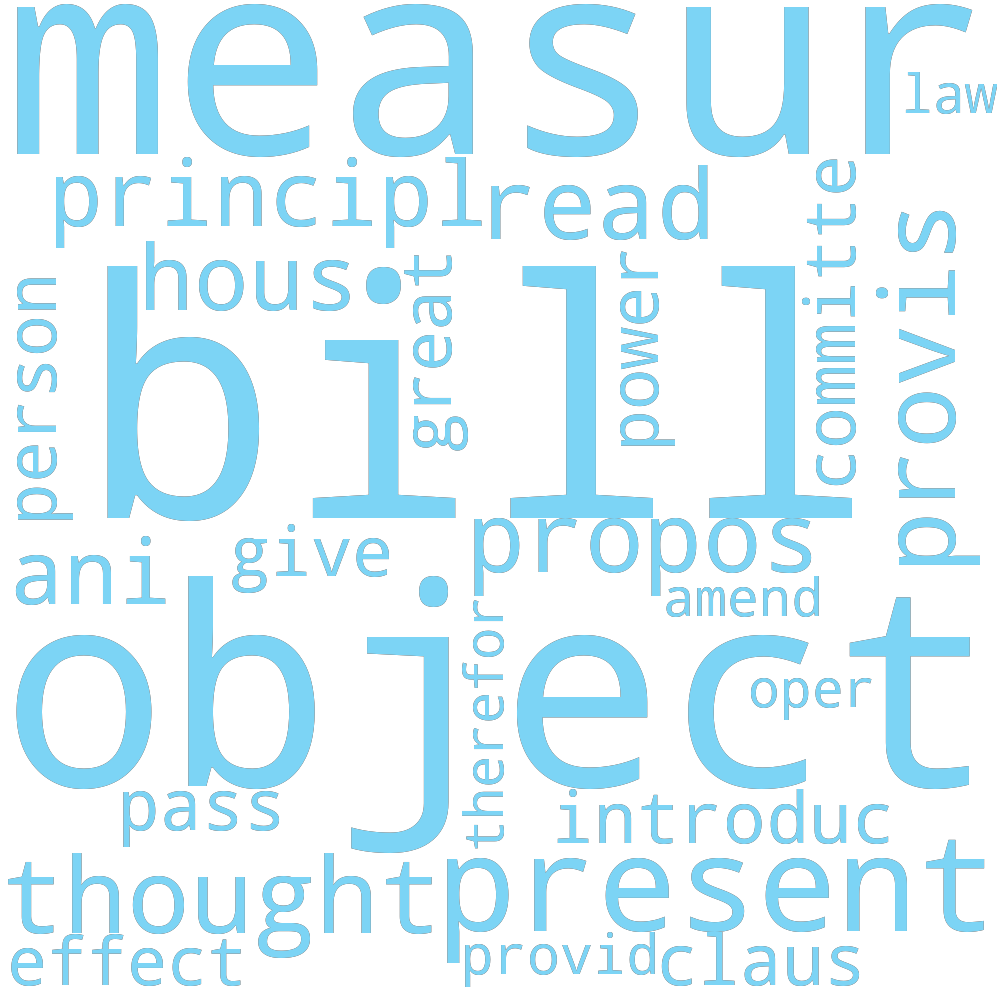 measur
law
principl
read
committe
provis
hous
great
power
person
bill
propos
give
ani
amend
object
therefor
oper
pass
introduc
thought
present
effect
provid
claus